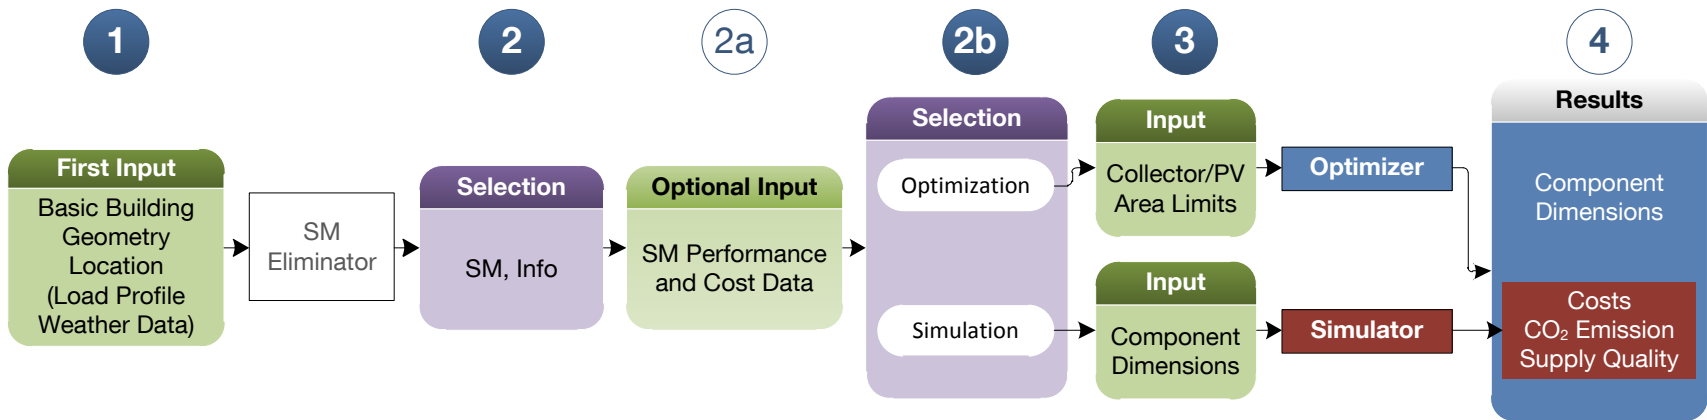 1
2
2a
2b
3
4
First Input
Basic Building
Geometry
Location
(Load Profile
Weather Data)
SM
Eliminator
Selection
SM, Info
Optional Input
SM Performance
and Cost Data
Selection
Optimization
Simulation
Input
Collector/PV
Area Limits
Input
Component
Dimensions
Optimizer
Simulator
Results
Component
Dimensions
Costs
CO₂ Emission
Supply Quality